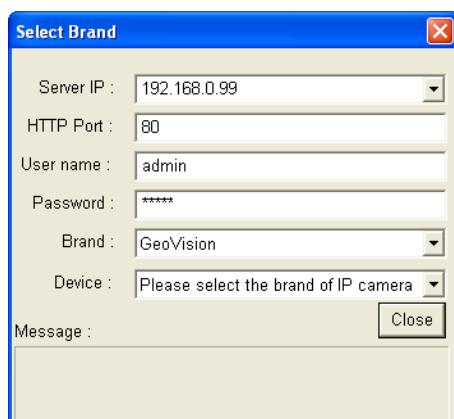 Select Brand
Server IP : 192.168.0.99
HTTP Port : 80
User name : admin
Password : *****
Brand : GeoVision
Device : Please select the brand of IP camera
Close
Message :